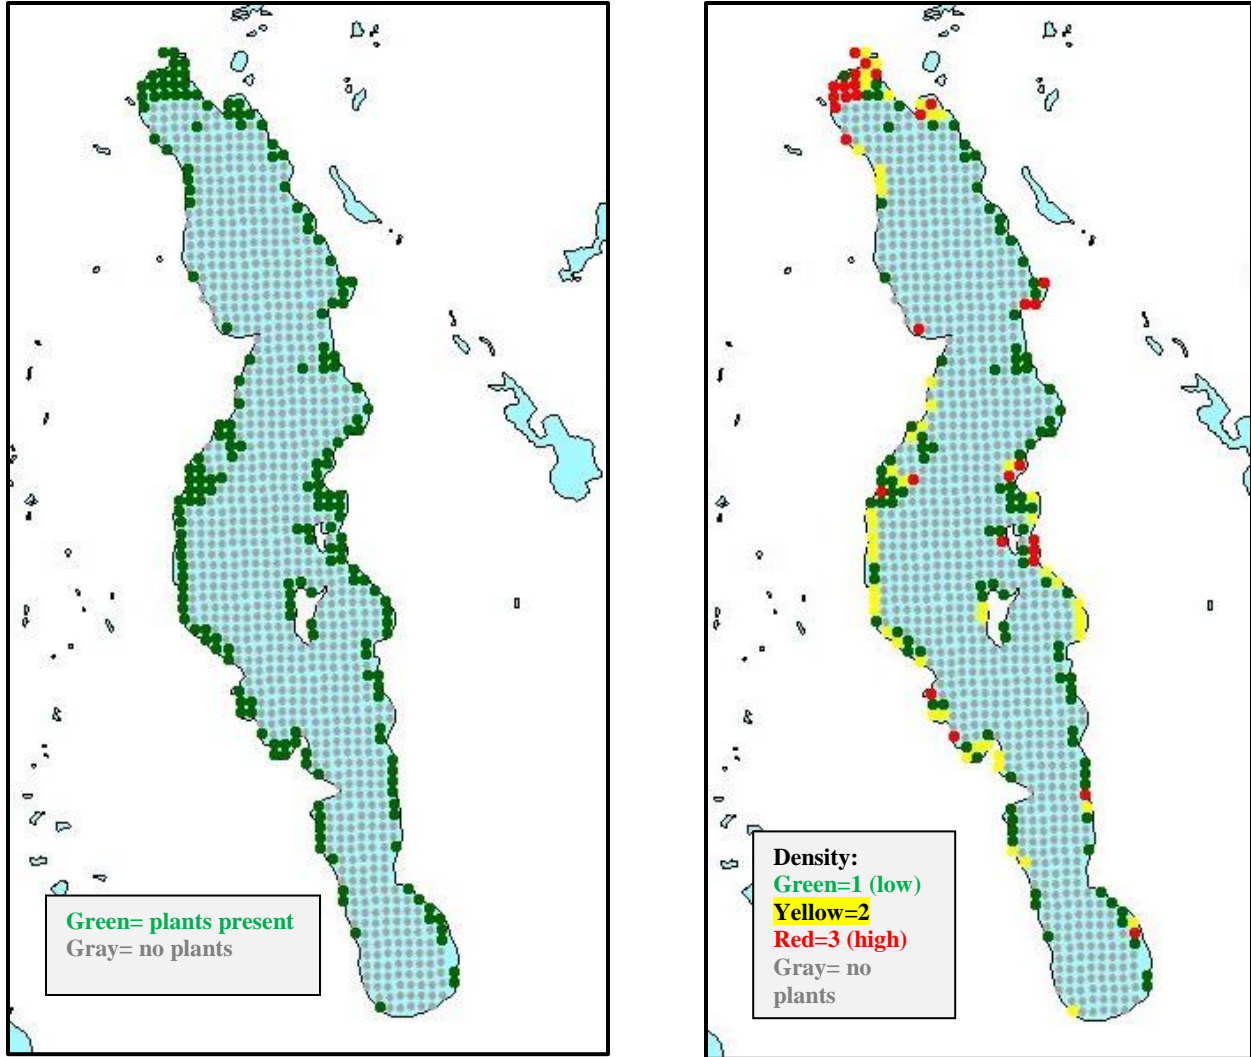 Green= plants present
Gray= no plants
Density:
Green=1 (low)
Yellow=2
Red=3 (high)
Gray= no
plants